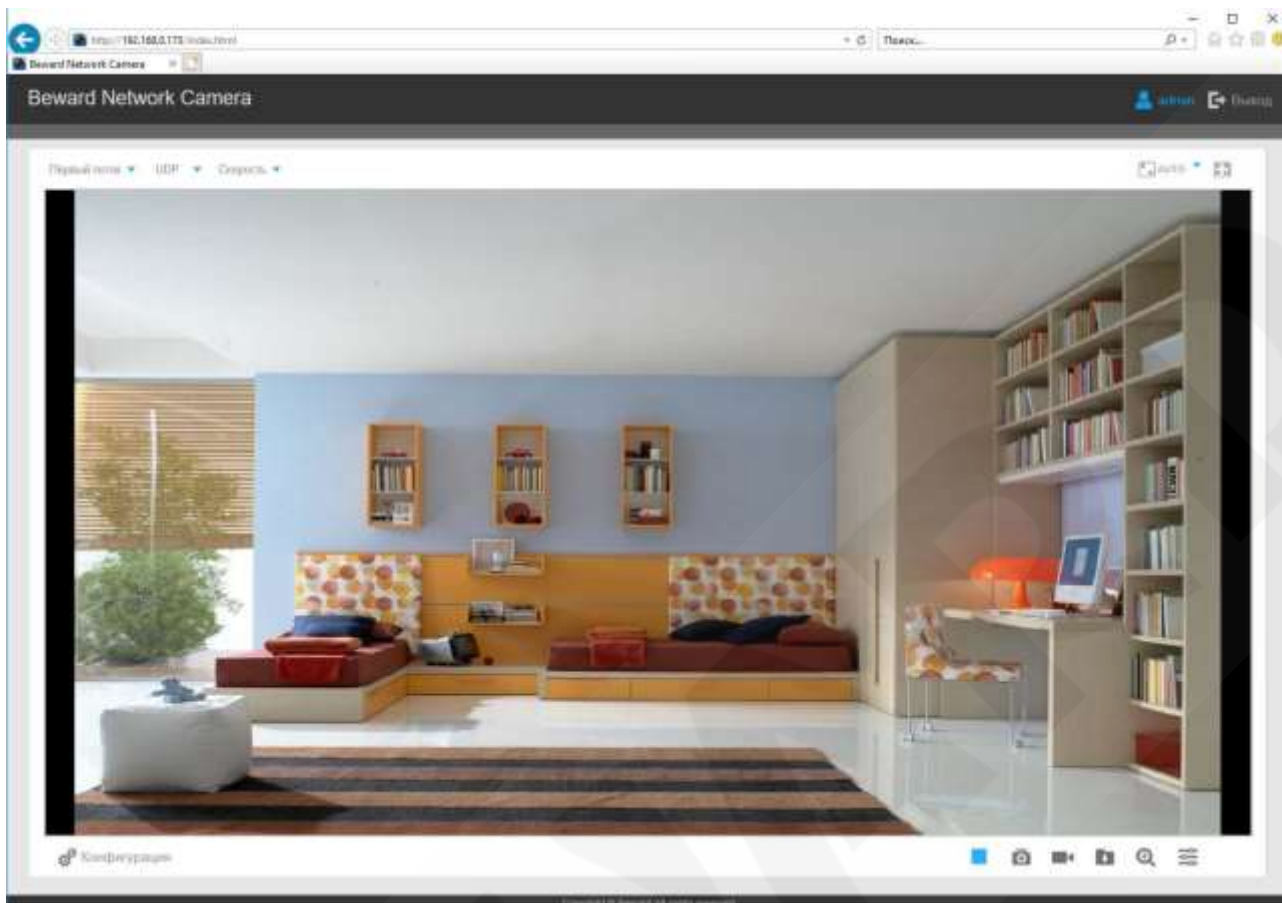 http://192.168.0.175/index.html
Поиск...
Beward Network Camera
Beward Network Camera
admin
Выход
Первый поток
UDP
Скорость
Конфигурация